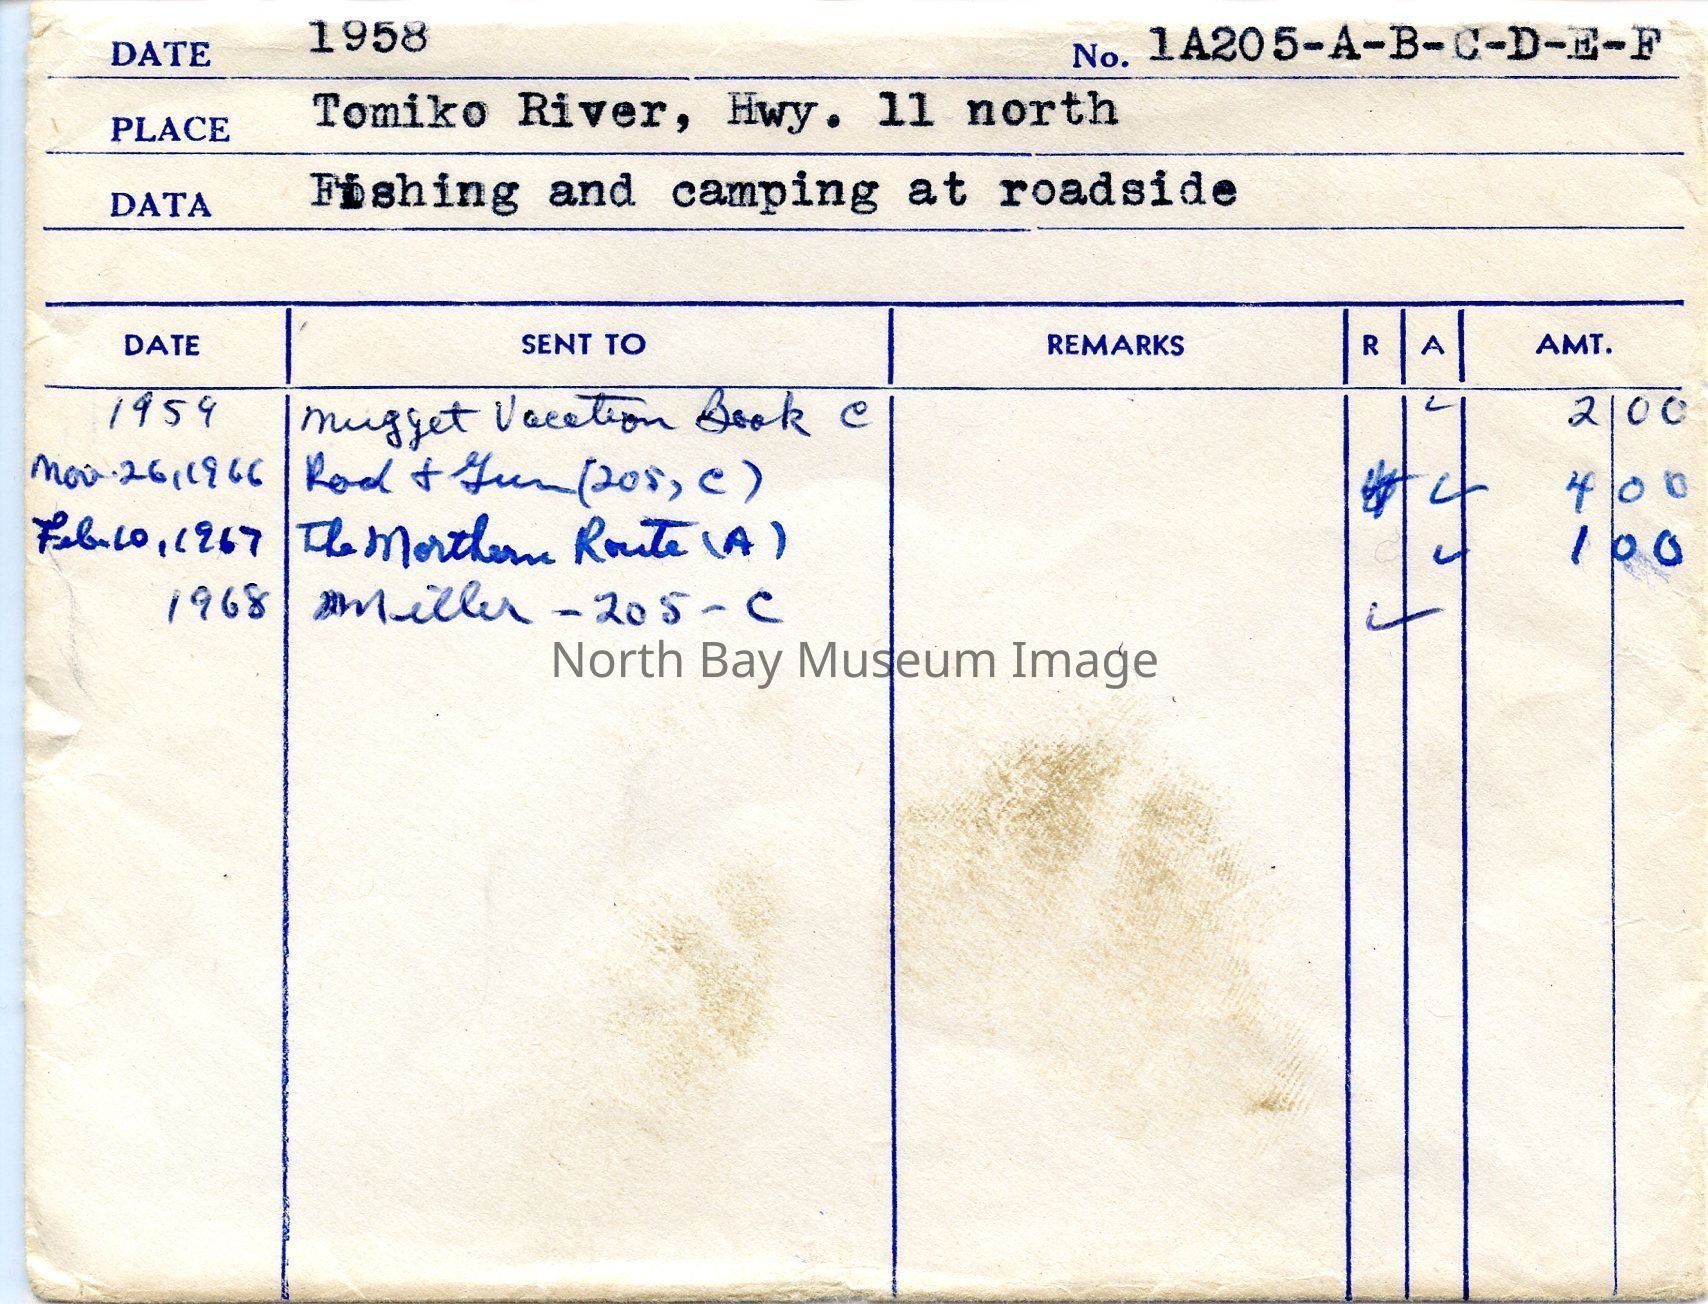 DATE 1958 No. 1A205-A-B-C-D-E-F
PLACE Tomiko River, Hwy. 11 north
DATA Fishing and camping at roadside
DATE SENT TO REMARKS R A AMT.
1959 Nugget Vacation Book C ✓ 2 00
Nov. 26, 1966 Rod & Gun (205, C) ✓ 4 00
Feb. 10, 1967 The Northern Route (A) ✓ 1 00
1968 Miller - 205 - C ✓
North Bay Museum Image